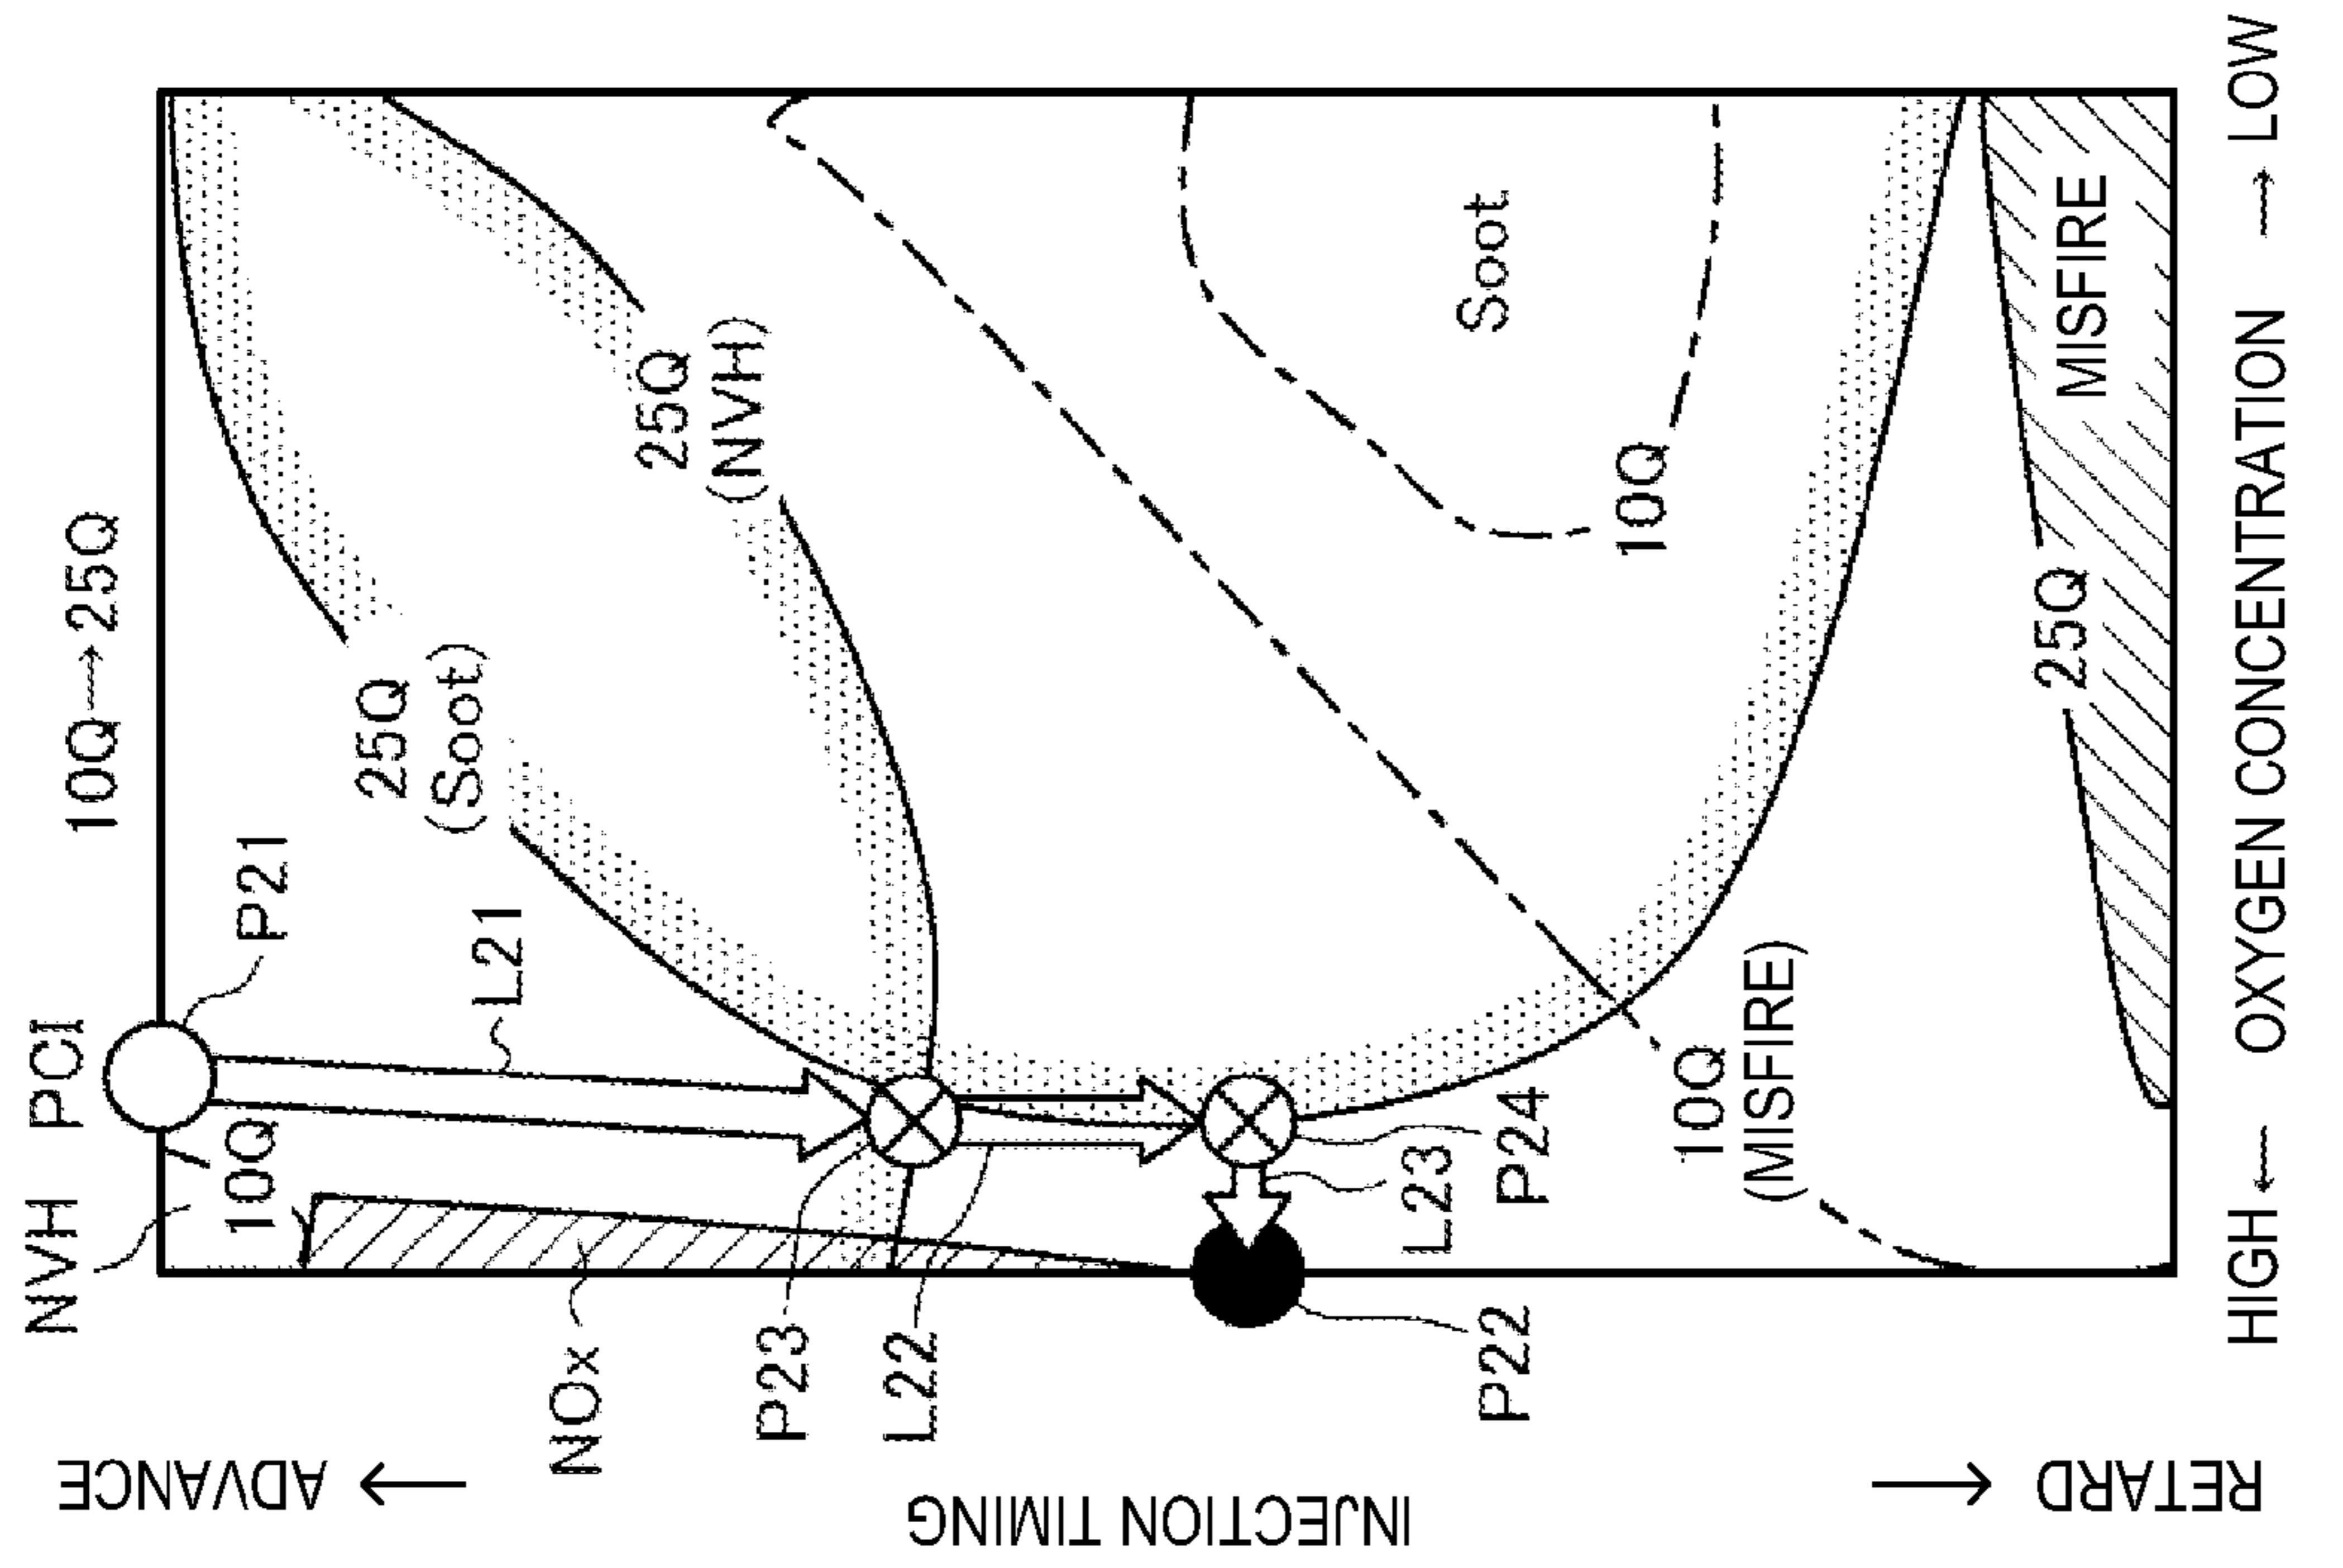 10Q→25Q
NVH
PCI
P21
10Q
L21
25Q
(Soot)
25Q
(NVH)
NOx
P23
L22
P22
L23
P24
10Q
(MISFIRE)
Soot
10Q
25Q
MISFIRE
HIGH ← OXYGEN CONCENTRATION → LOW
RETARD ← INJECTION TIMING → ADVANCE